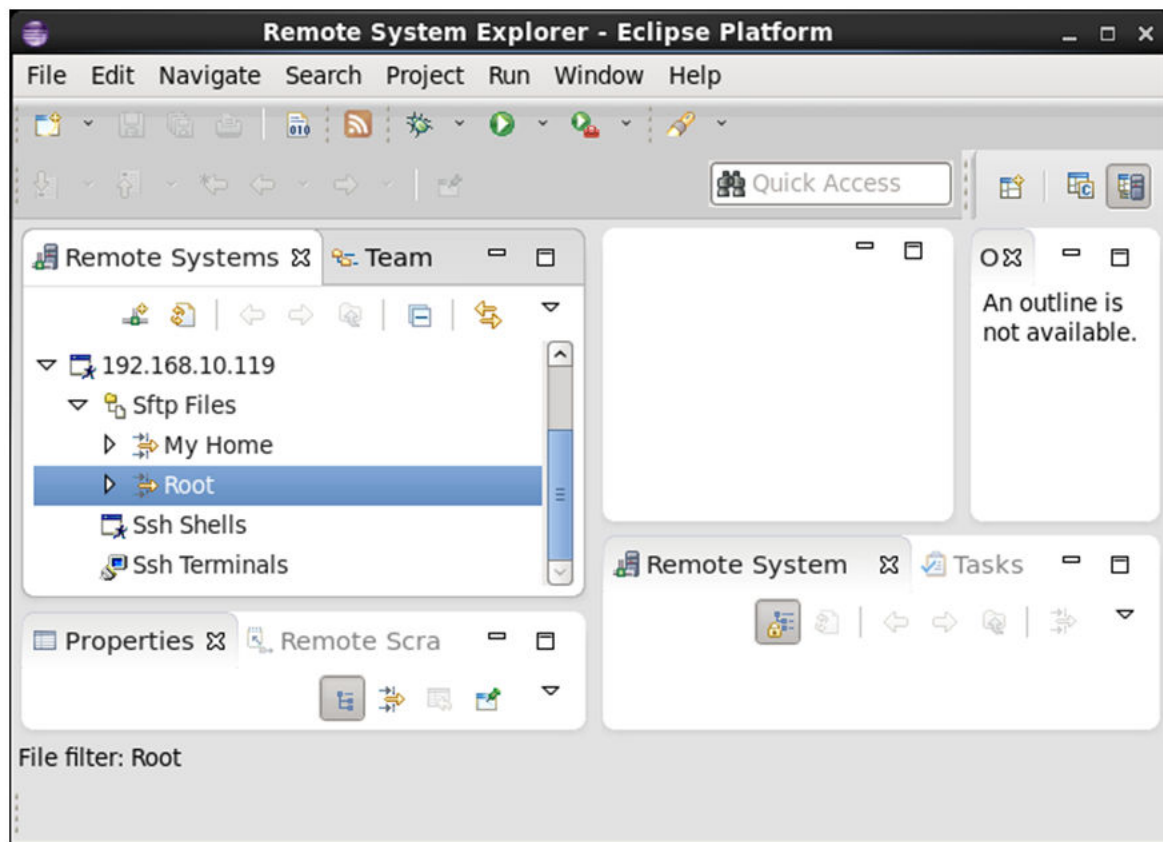 Remote System Explorer - Eclipse Platform
File Edit Navigate Search Project Run Window Help
010
Quick Access
C
Remote Systems Team
O
An outline is
not available.
192.168.10.119
Sftp Files
My Home
Root
Ssh Shells
Ssh Terminals
Remote System Tasks
Properties Remote Scra
File filter: Root